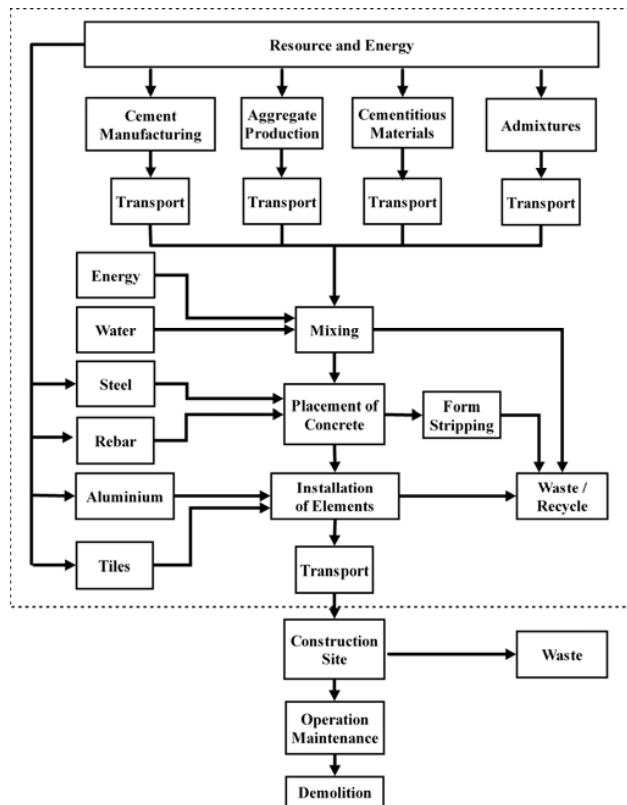 Resource and Energy
Cement
Manufacturing
Aggregate
Production
Cementitious
Materials
Admixtures
Transport
Transport
Transport
Transport
Energy
Water
Mixing
Steel
Placement of
Concrete
Form
Stripping
Rebar
Aluminium
Installation
of Elements
Waste /
Recycle
Tiles
Transport
Construction
Site
Waste
Operation
Maintenance
Demolition